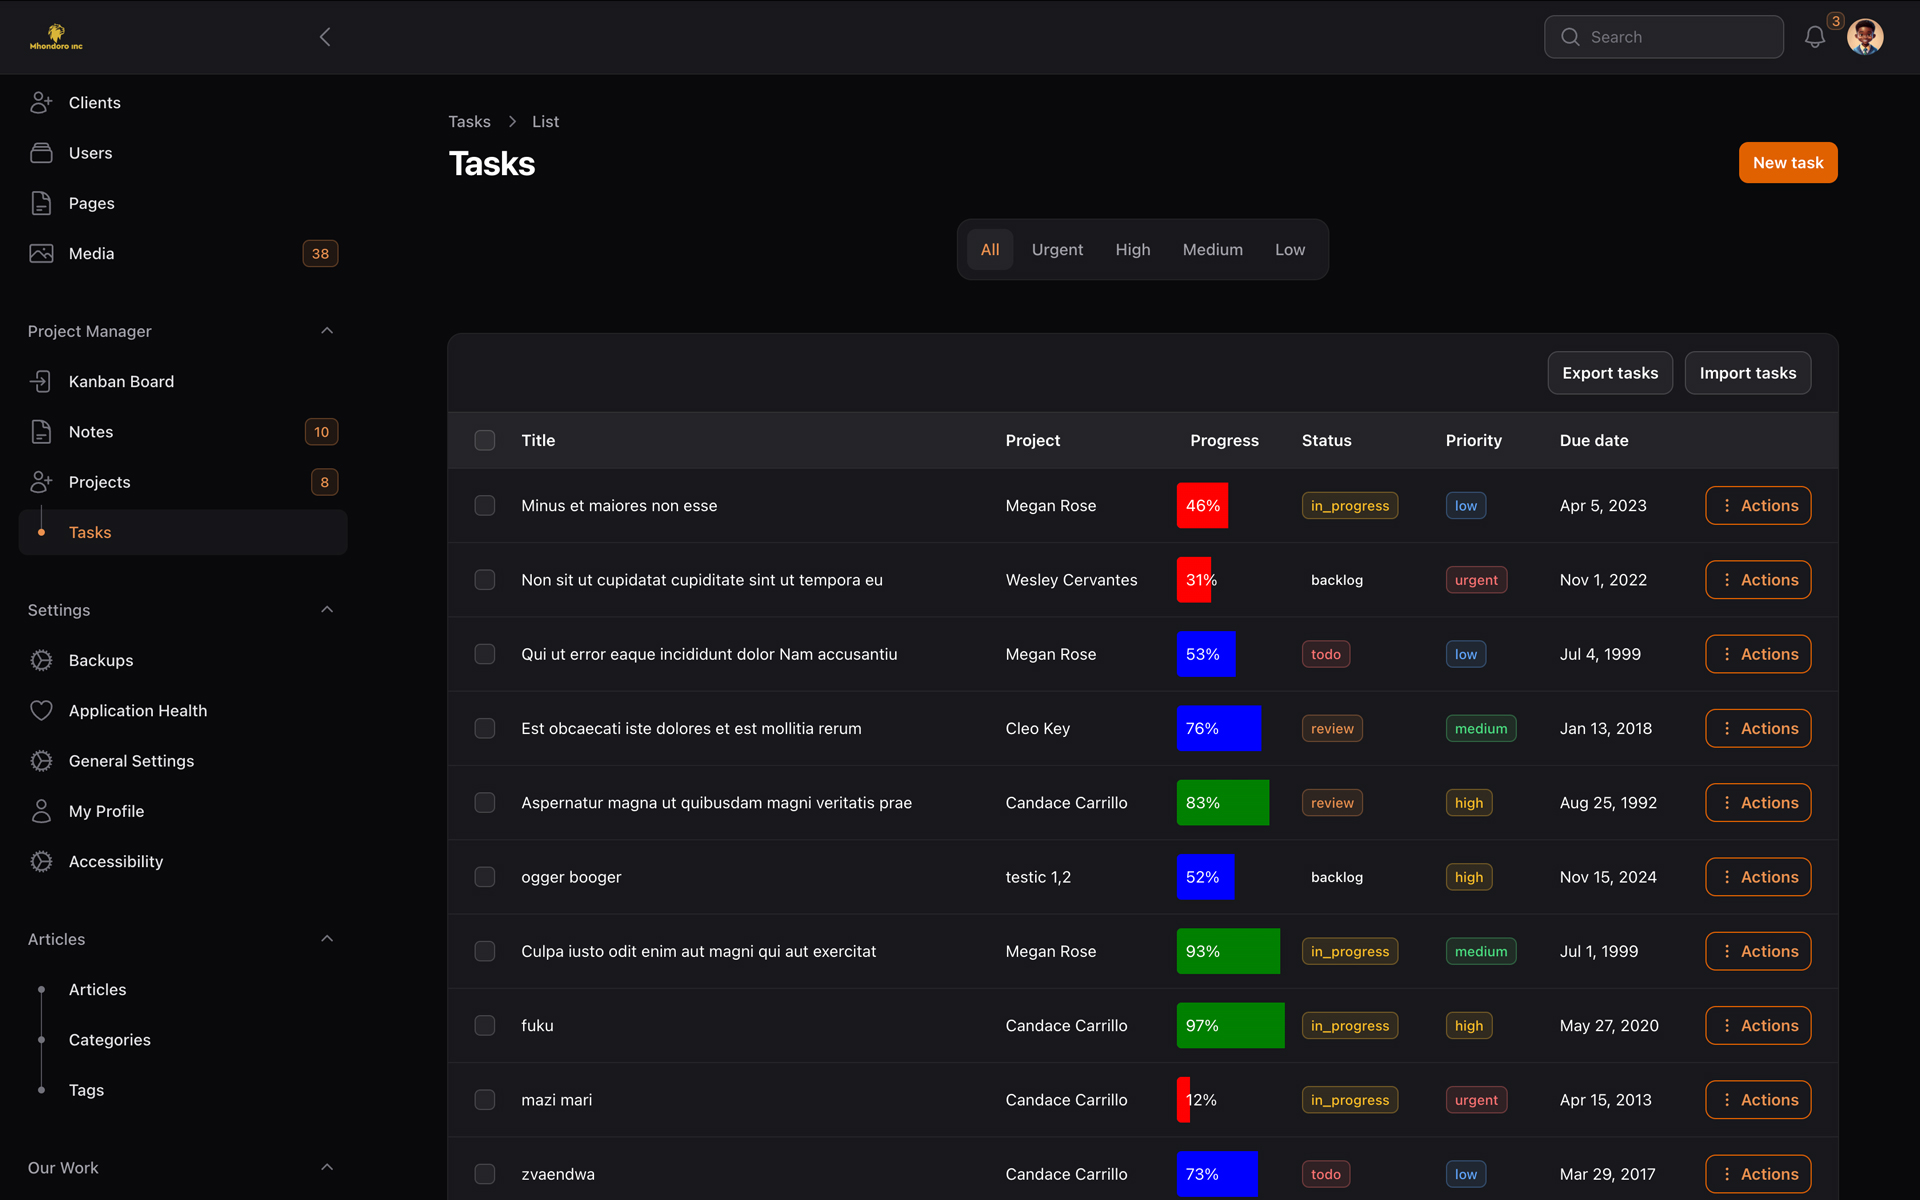 Mhondoro inc
Search
3
Clients
Users
Pages
Media 38
Project Manager
Kanban Board
Notes 10
Projects 8
Tasks
Settings
Backups
Application Health
General Settings
My Profile
Accessibility
Articles
Articles
Categories
Tags
Our Work
Tasks > List
Tasks
New task
All Urgent High Medium Low
Export tasks Import tasks
Title Project Progress Status Priority Due date
Minus et maiores non esse Megan Rose 46% in_progress low Apr 5, 2023 Actions
Non sit ut cupidatat cupiditate sint ut tempora eu Wesley Cervantes 31% backlog urgent Nov 1, 2022 Actions
Qui ut error eaque incididunt dolor Nam accusantiu Megan Rose 53% todo low Jul 4, 1999 Actions
Est obcaecati iste dolores et est mollitia rerum Cleo Key 76% review medium Jan 13, 2018 Actions
Aspernatur magna ut quibusdam magni veritatis prae Candace Carrillo 83% review high Aug 25, 1992 Actions
ogger booger testic 1,2 52% backlog high Nov 15, 2024 Actions
Culpa iusto odit enim aut magni qui aut exercitat Megan Rose 93% in_progress medium Jul 1, 1999 Actions
fuku Candace Carrillo 97% in_progress high May 27, 2020 Actions
mazi mari Candace Carrillo 12% in_progress urgent Apr 15, 2013 Actions
zvaendwa Candace Carrillo 73% todo low Mar 29, 2017 Actions